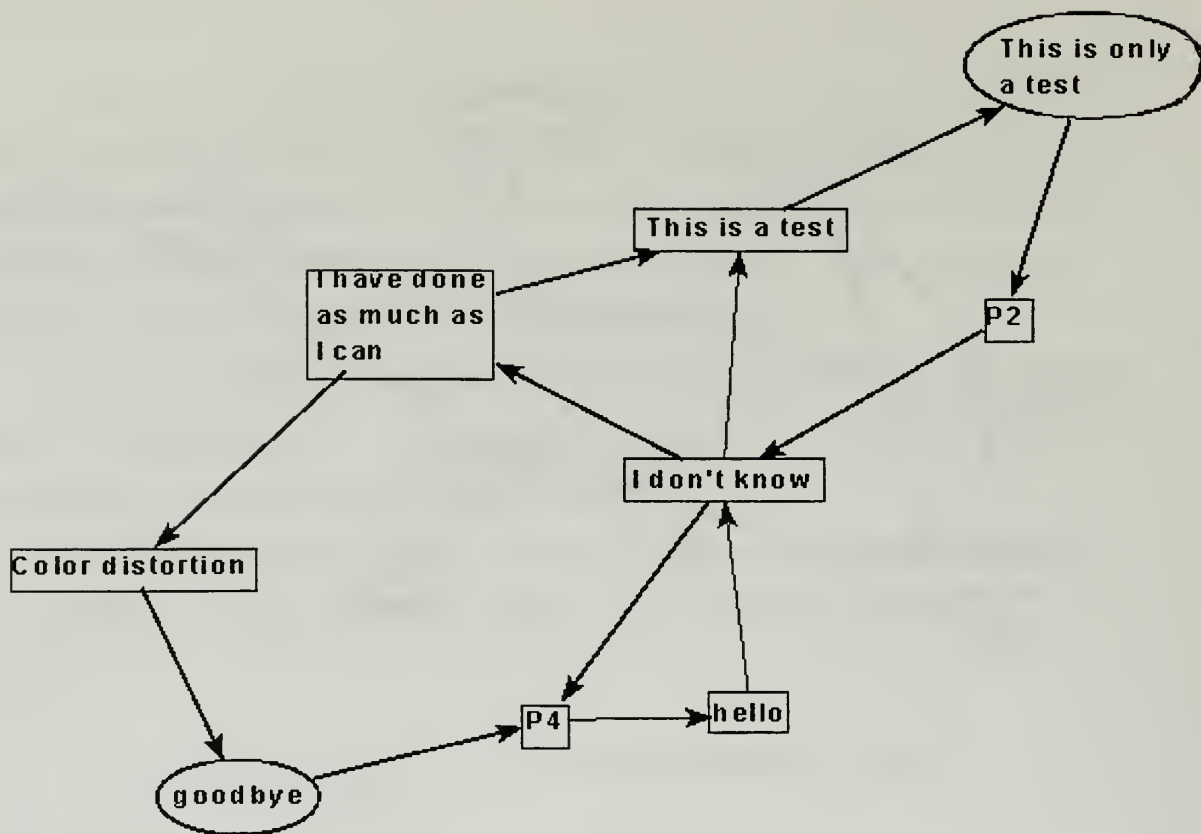 This is only
a test
This is a test
I have done
as much as
I can
P2
I don't know
Color distortion
P4
hello
goodbye